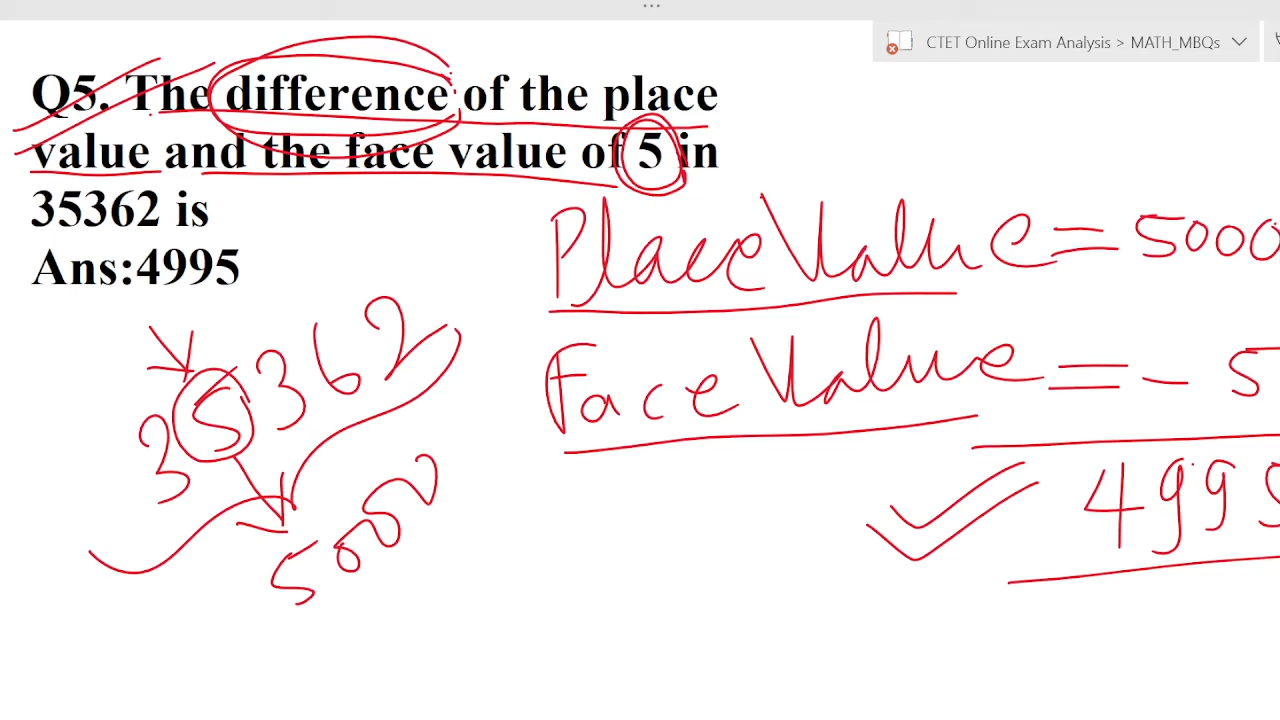 CTET Online Exam Analysis > MATH_MBQs
Q5. The difference of the place
value and the face value of 5 in
35362 is
Ans:4995
Place Value = 5000
Face Value = - 5
4995
35362
5000